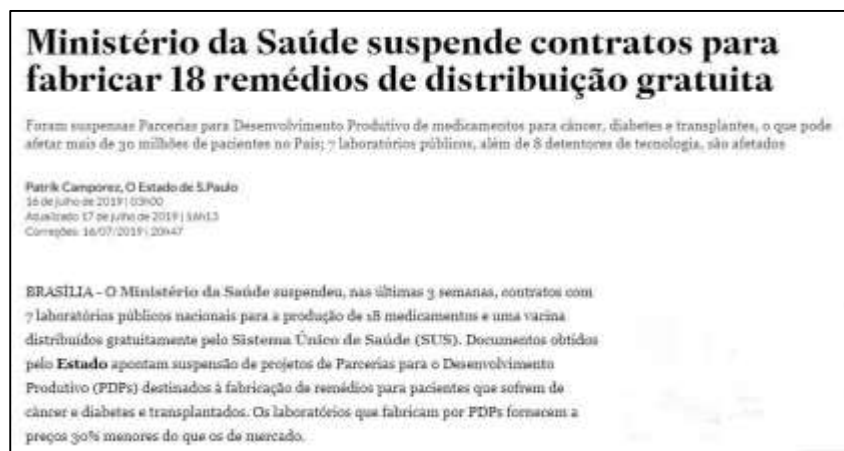 Ministério da Saúde suspende contratos para
fabricar 18 remédios de distribuição gratuita
Foram suspensas Parcerias para Desenvolvimento Produtivo de medicamentos para câncer, diabetes e transplantes, o que pode
afetar mais de 30 milhões de pacientes no País; 7 laboratórios públicos, além de 8 detentores de tecnologia, são afetados
Patrik Camporez, O Estado de S.Paulo
16 de julho de 2019 | 03h00
Atualizado 17 de julho de 2019 | 16h13
Correções: 16/07/2019 | 20h47
BRASÍLIA - O Ministério da Saúde suspendeu, nas últimas 3 semanas, contratos com
7 laboratórios públicos nacionais para a produção de 18 medicamentos e uma vacina
distribuídos gratuitamente pelo Sistema Único de Saúde (SUS). Documentos obtidos
pelo Estado apontam suspensão de projetos de Parcerias para o Desenvolvimento
Produtivo (PDPs) destinados à fabricação de remédios para pacientes que sofrem de
câncer e diabetes e transplantados. Os laboratórios que fabricam por PDPs fornecem a
preços 30% menores do que os de mercado.